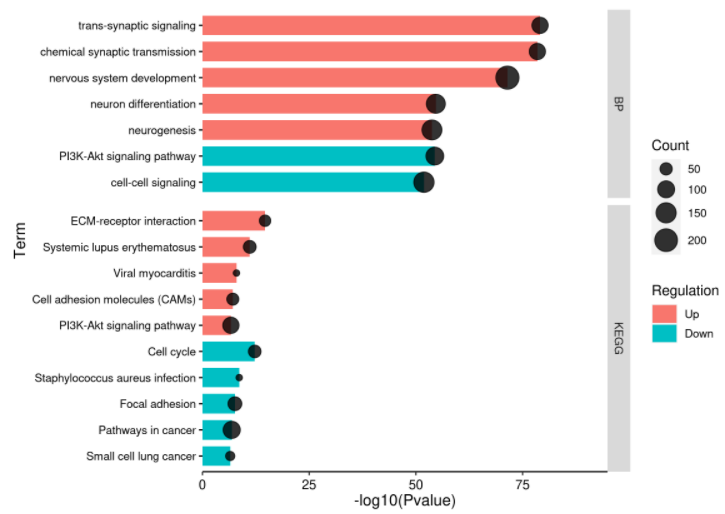 trans-synaptic signaling
chemical synaptic transmission
nervous system development
neuron differentiation
neurogenesis
PI3K-Akt signaling pathway
cell-cell signaling
BP
ECM-receptor interaction
Systemic lupus erythematosus
Viral myocarditis
Cell adhesion molecules (CAMs)
PI3K-Akt signaling pathway
Cell cycle
Staphylococcus aureus infection
Focal adhesion
Pathways in cancer
Small cell lung cancer
KEGG
Term
0 25 50 75
-log10(Pvalue)
Count
50
100
150
200
Regulation
Up
Down